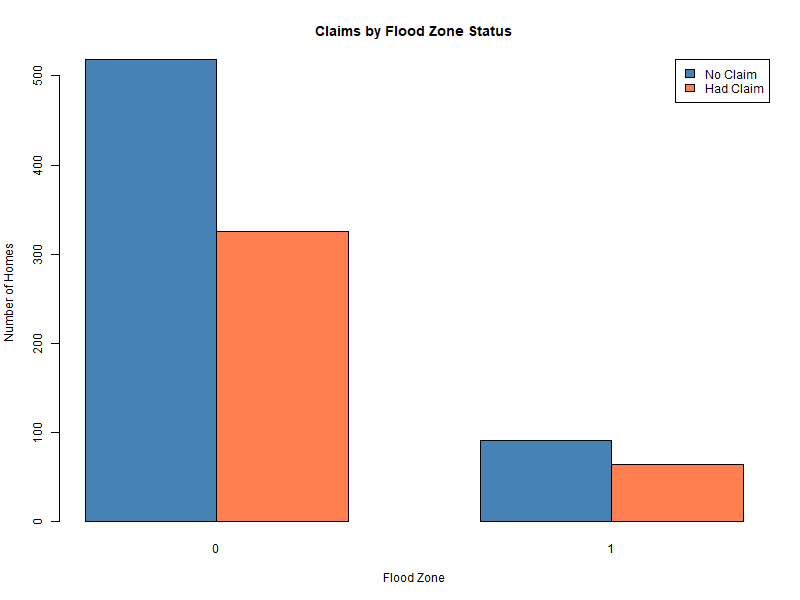 Claims by Flood Zone Status
No Claim
Had Claim
500
400
300
200
100
0
Number of Homes
0
1
Flood Zone